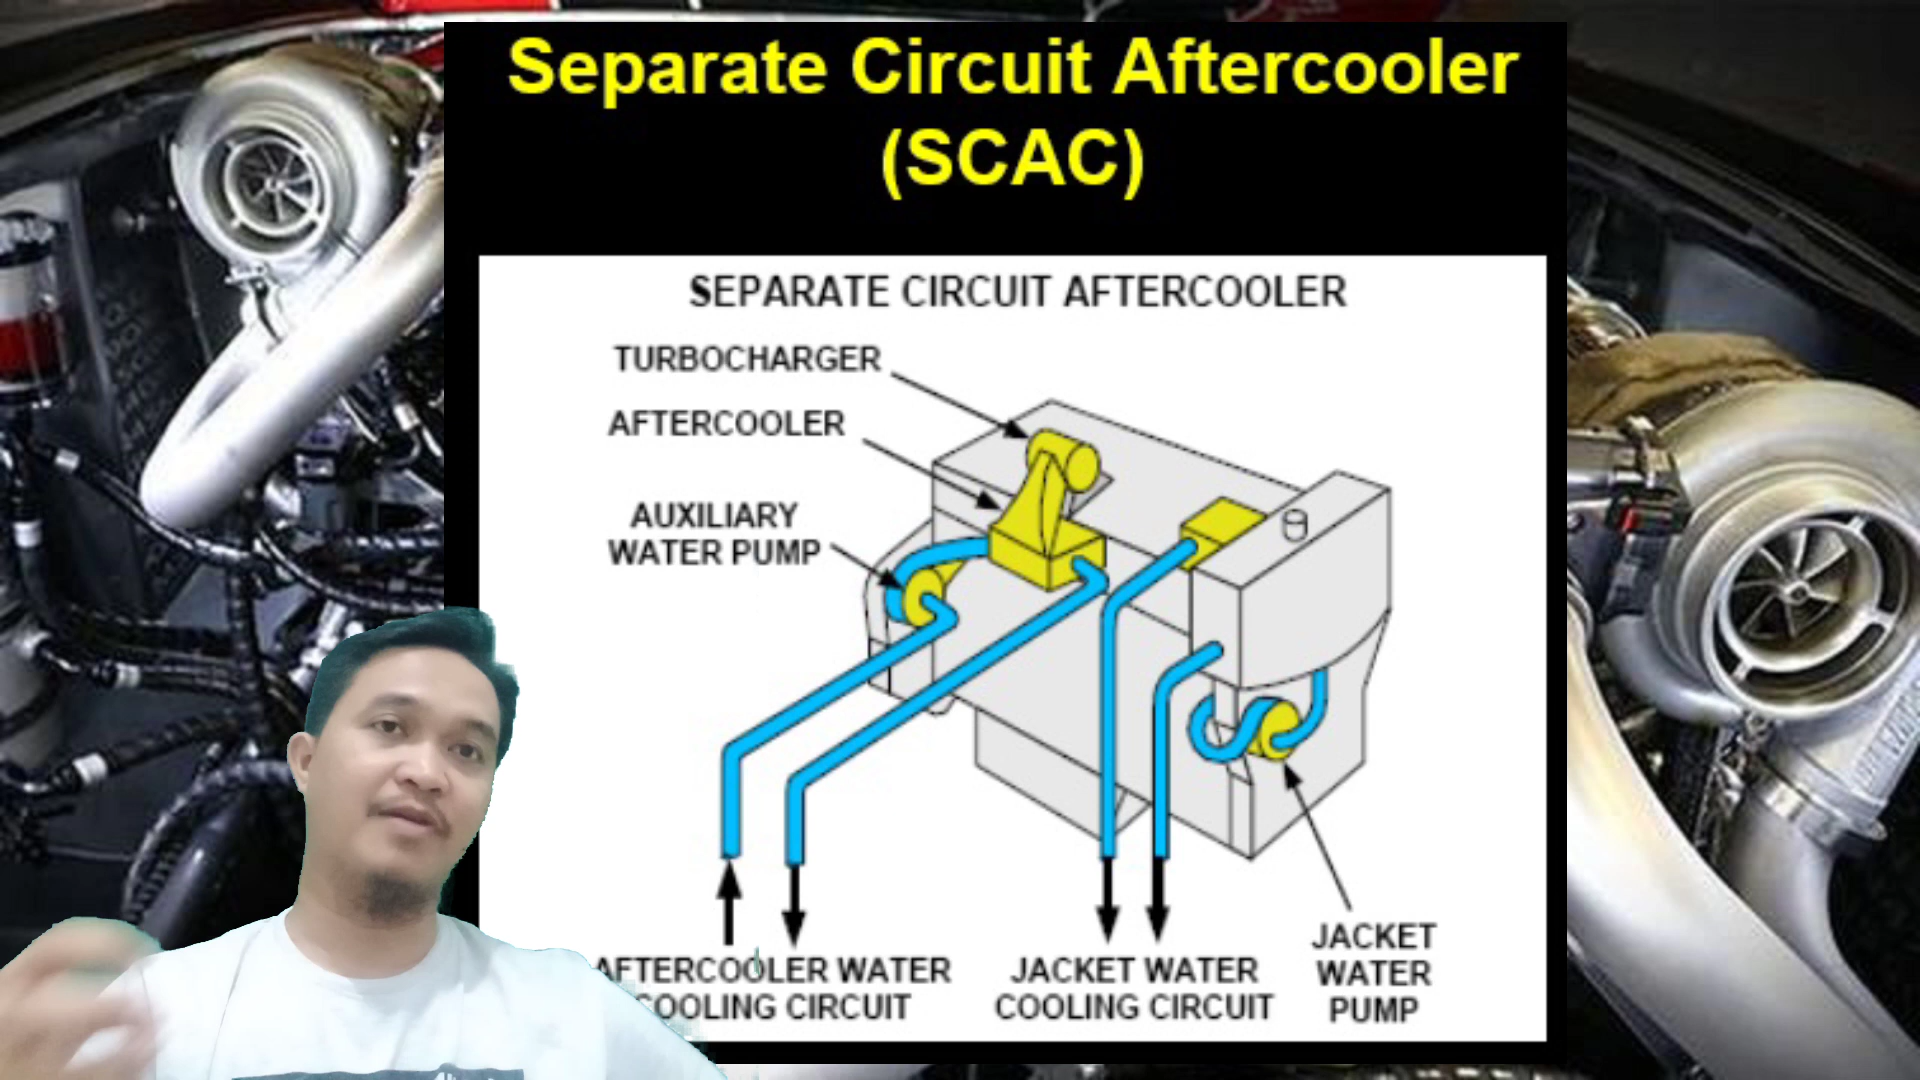 Separate Circuit Aftercooler
(SCAC)
SEPARATE CIRCUIT AFTERCOOLER
TURBOCHARGER
AFTERCOOLER
AUXILIARY
WATER PUMP
AFTERCOOLER WATER
COOLING CIRCUIT
JACKET WATER
COOLING CIRCUIT
JACKET
WATER
PUMP